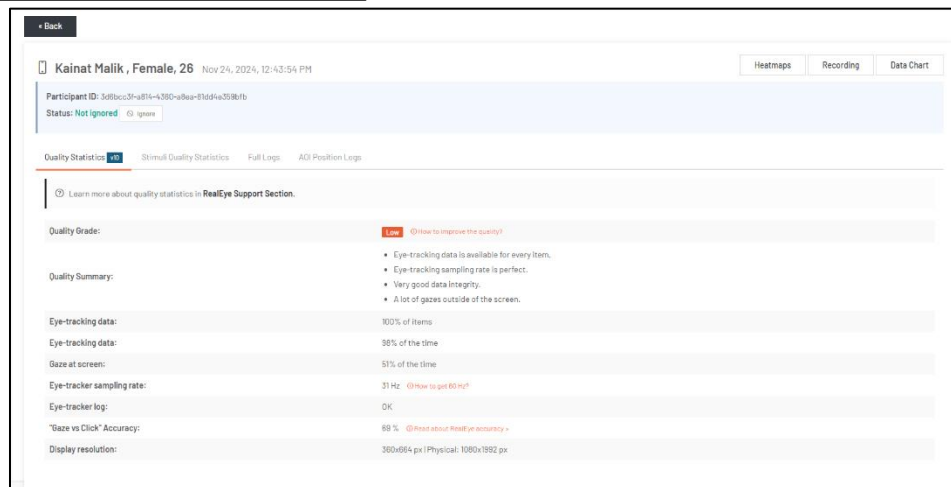 « Back
Kainat Malik , Female, 26 Nov 24, 2024, 12:43:54 PM
Heatmaps Recording Data Chart
Participant ID: 3d6bcc3f-a814-4360-a8ea-81dd4e359bfb
Status: Not ignored Ignore
Quality Statistics v10 Stimuli Quality Statistics Full Logs AOI Position Logs
Learn more about quality statistics in RealEye Support Section.
Quality Grade: Low How to improve the quality?
Quality Summary:
• Eye-tracking data is available for every item.
• Eye-tracking sampling rate is perfect.
• Very good data integrity.
• A lot of gazes outside of the screen.
Eye-tracking data: 100% of items
Eye-tracking data: 98% of the time
Gaze at screen: 51% of the time
Eye-tracker sampling rate: 31 Hz How to get 60 Hz?
Eye-tracker log: OK
"Gaze vs Click" Accuracy: 69 % Read about RealEye accuracy »
Display resolution: 360x664 px | Physical: 1080x1992 px